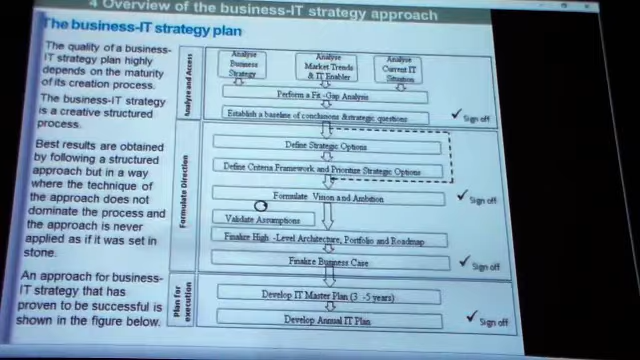 4 Overview of the business-IT strategy approach
The business-IT strategy plan
The quality of a business-
IT strategy plan highly
depends on the maturity
of its creation process.
The business-IT strategy
is a creative structured
process.
Best results are obtained
by following a structured
approach but in a way
where the technique of
the approach does not
dominate the process and
the approach is never
applied as if it was set in
stone.
An approach for business-
IT strategy that has
proven to be successful is
shown in the figure below.
Analyze and Access
Analyse
Business
Strategy
Analyse
Market Trends
& IT Enabler
Analyse
Current IT
Situation
Perform a Fit -Gap Analysis
Establish a baseline of conclusions & strategic questions
Sign off
Formulate Direction
Define Strategic Options
Define Criteria Framework and Prioritize Strategic Options
Formulate Vision and Ambition
Sign off
Validate Assumptions
Finalize High -Level Architecture, Portfolio and Roadmap
Finalize Business Case
Sign off
Plan for
execution
Develop IT Master Plan (3 -5 years)
Develop Annual IT Plan
Sign off